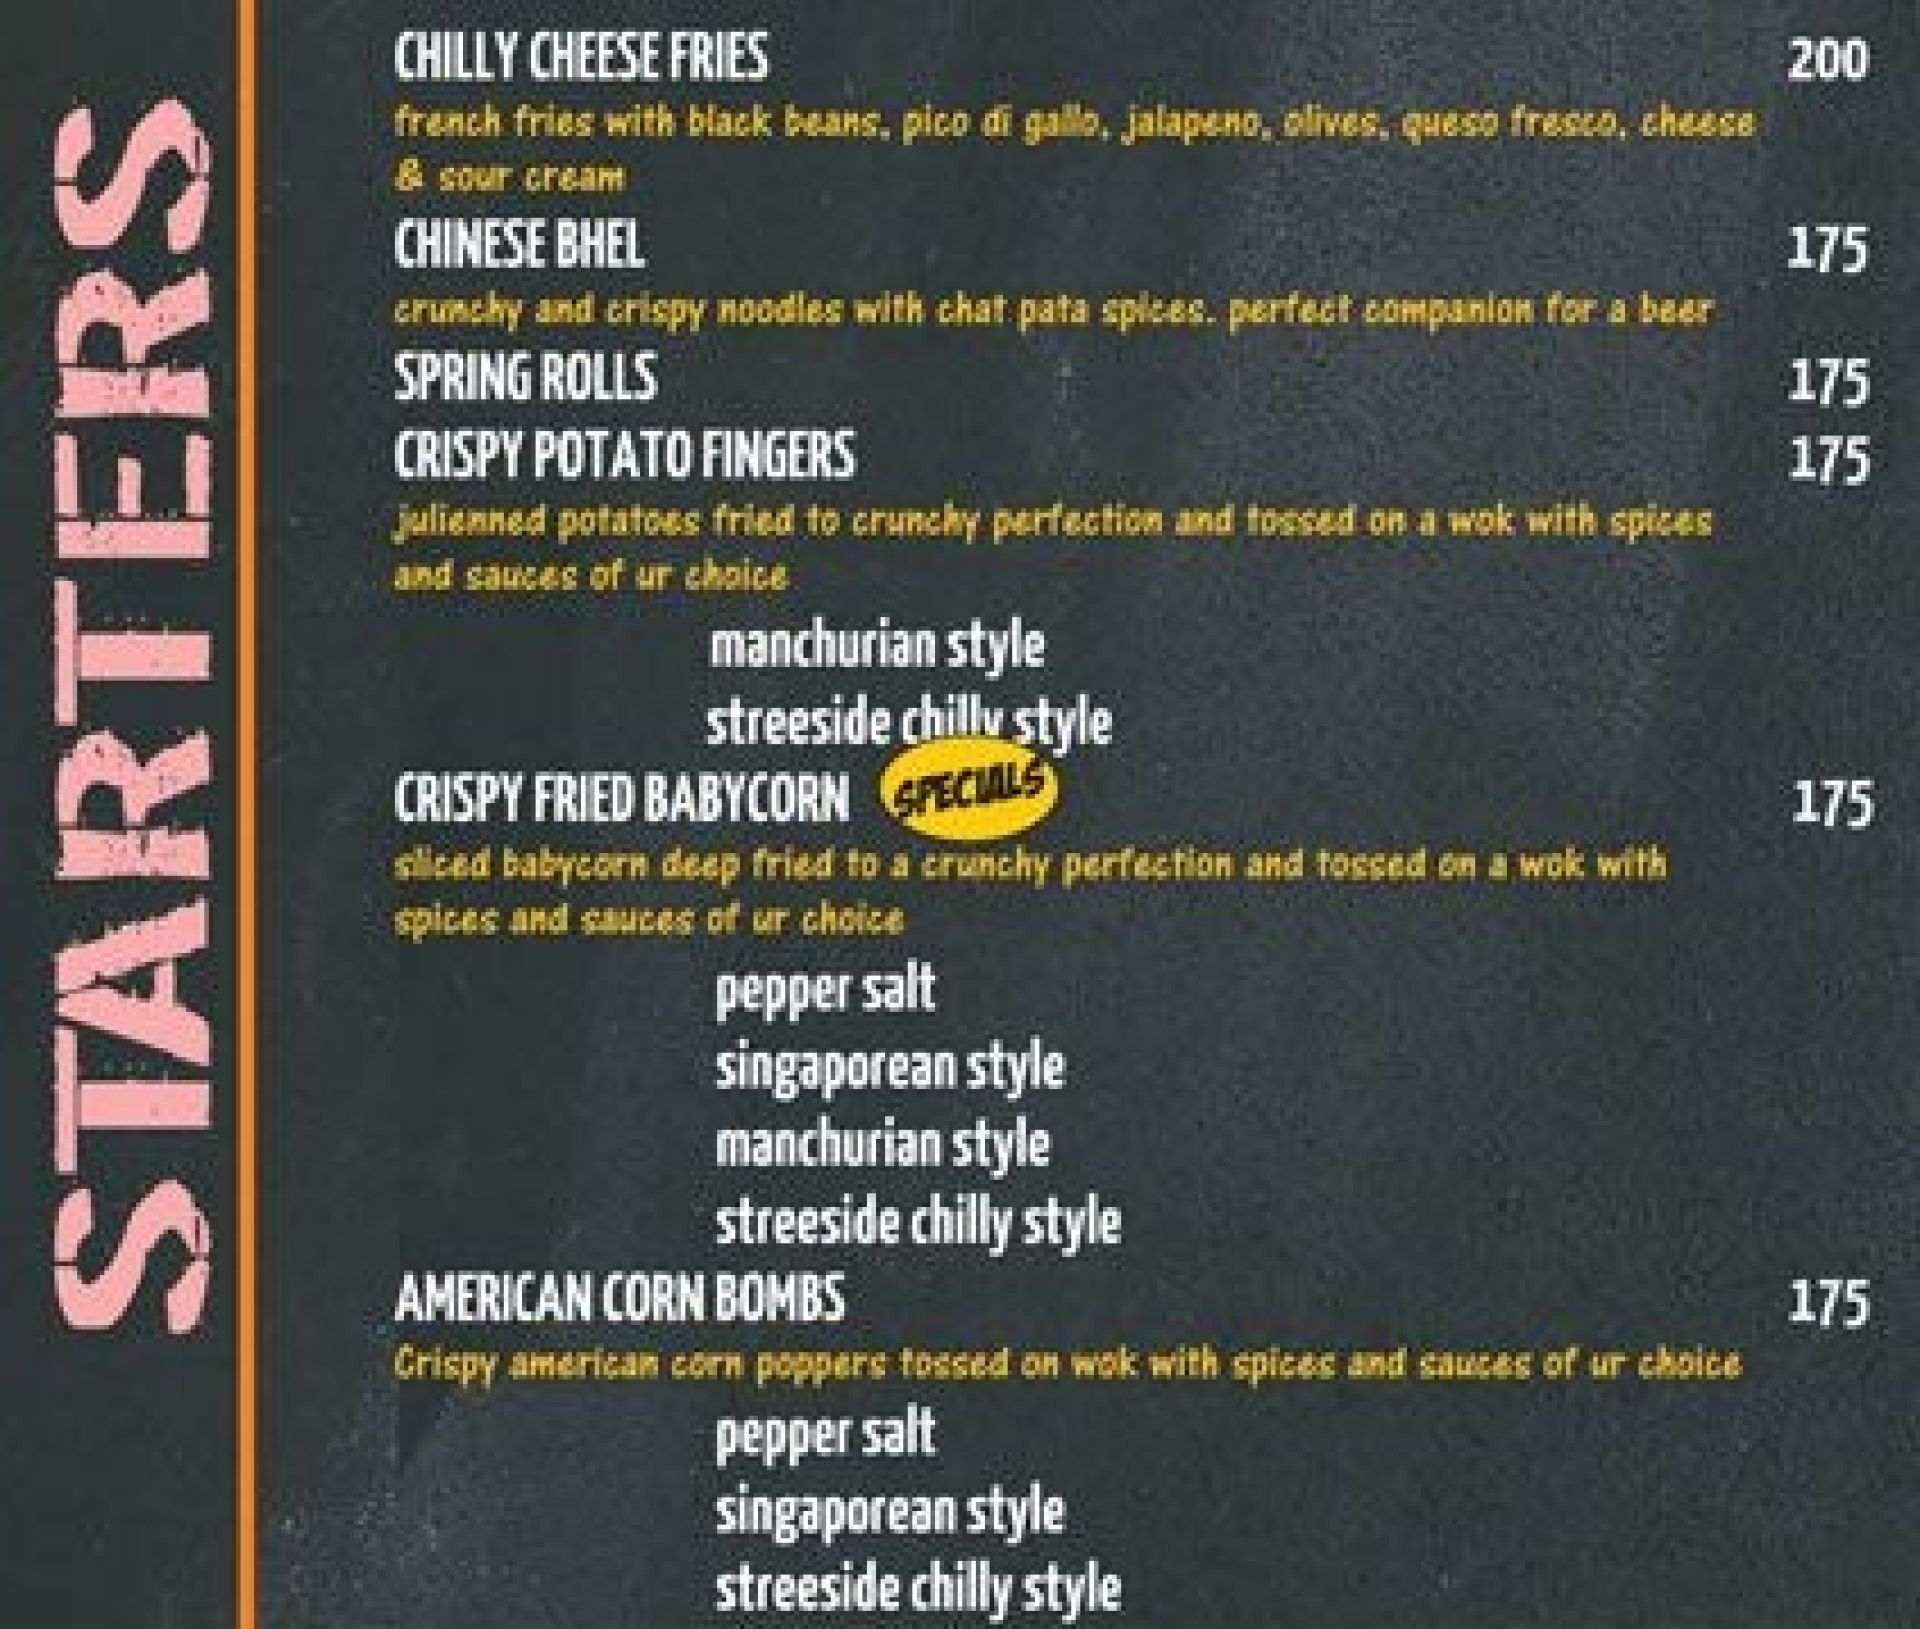 STARTERS
CHILLY CHEESE FRIES 200
french fries with black beans, pico di gallo, jalapeno, olives, queso fresco, cheese
& sour cream
CHINESE BHEL 175
crunchy and crispy noodles with chat pata spices. perfect companion for a beer
SPRING ROLLS 175
CRISPY POTATO FINGERS 175
julienned potatoes fried to crunchy perfection and tossed on a wok with spices
and sauces of ur choice
manchurian style
streeside chilly style
CRISPY FRIED BABYCORN SPECIALS 175
sliced babycorn deep fried to a crunchy perfection and tossed on a wok with
spices and sauces of ur choice
pepper salt
singaporean style
manchurian style
streeside chilly style
AMERICAN CORN BOMBS 175
Crispy american corn poppers tossed on wok with spices and sauces of ur choice
pepper salt
singaporean style
streeside chilly style